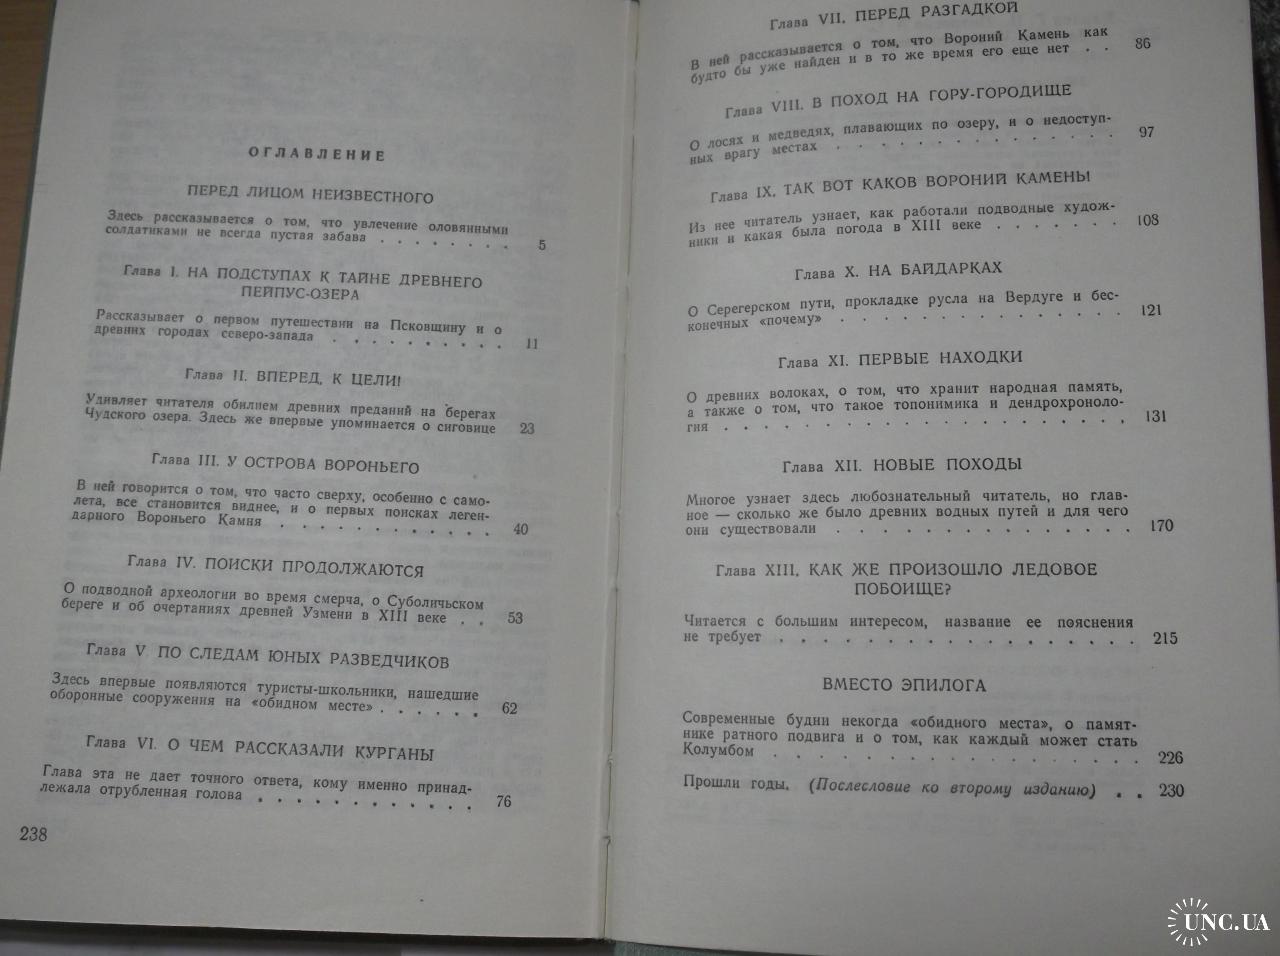 ОГЛАВЛЕНИЕ
ПЕРЕД ЛИЦОМ НЕИЗВЕСТНОГО
Здесь рассказывается о том, что увлечение оловянными
солдатиками не всегда пустая забава . . . . . . . . 5
Глава I. НА ПОДСТУПАХ К ТАЙНЕ ДРЕВНЕГО
ПЕЙПУС-ОЗЕРА
Рассказывает о первом путешествии на Псковщину и о
древних городах северо-запада . . . . . . . . . . 11
Глава II. ВПЕРЕД, К ЦЕЛИ!
Удивляет читателя обилием древних преданий на берегах
Чудского озера. Здесь же впервые упоминается о сиговице 23
Глава III. У ОСТРОВА ВОРОНЬЕГО
В ней говорится о том, что часто сверху, особенно с само-
лета, все становится виднее, и о первых поисках леген-
дарного Вороньего Камня . . . . . . . . . . . 40
Глава IV. ПОИСКИ ПРОДОЛЖАЮТСЯ
О подводной археологии во время смерча, о Суболичьском
береге и об очертаниях древней Узмени в XIII веке . . 53
Глава V. ПО СЛЕДАМ ЮНЫХ РАЗВЕДЧИКОВ
Здесь впервые появляются туристы-школьники, нашедшие
оборонные сооружения на «обидном месте» . . . . . . 62
Глава VI. О ЧЕМ РАССКАЗАЛИ КУРГАНЫ
Глава эта не дает точного ответа, кому именно принад-
лежала отрубленная голова . . . . . . . . . . . 76
238
Глава VII. ПЕРЕД РАЗГАДКОЙ
В ней рассказывается о том, что Вороний Камень как
будто бы уже найден и в то же время его еще нет . . 86
Глава VIII. В ПОХОД НА ГОРУ-ГОРОДИЩЕ
О лосях и медведях, плавающих по озеру, и о недоступ-
ных врагу местах . . . . . . . . . . . . . . 97
Глава IX. ТАК ВОТ КАКОВ ВОРОНИЙ КАМЕНЬ!
Из нее читатель узнает, как работали подводные худож-
ники и какая была погода в XIII веке . . . . . . . 108
Глава X. НА БАЙДАРКАХ
О Серегерском пути, прокладке русла на Вердуге и бес-
конечных «почему» . . . . . . . . . . . . . . 121
Глава XI. ПЕРВЫЕ НАХОДКИ
О древних волоках, о том, что хранит народная память,
а также о том, что такое топонимика и дендрохроноло-
гия . . . . . . . . . . . . . . . . . . 131
Глава XII. НОВЫЕ ПОХОДЫ
Многое узнает здесь любознательный читатель, но глав-
ное — сколько же было древних водных путей и для чего
они существовали . . . . . . . . . . . . . . 170
Глава XIII. КАК ЖЕ ПРОИЗОШЛО ЛЕДОВОЕ
ПОБОИЩЕ?
Читается с большим интересом, название ее пояснения
не требует . . . . . . . . . . . . . . . . 215
ВМЕСТО ЭПИЛОГА
Современные будни некогда «обидного места», о памят-
нике ратного подвига и о том, как каждый может стать
Колумбом . . . . . . . . . . . . . . . . 226
Прошли годы. (Послесловие ко второму изданию) . . 230
UNC.UA